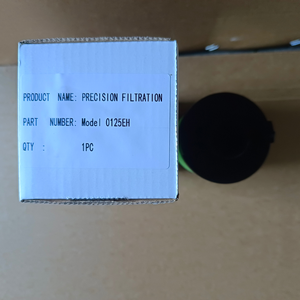 PRODUCT NAME: PRECISION FILTRATION
PART NUMBER: Model 0125EH
QTY : 1PC